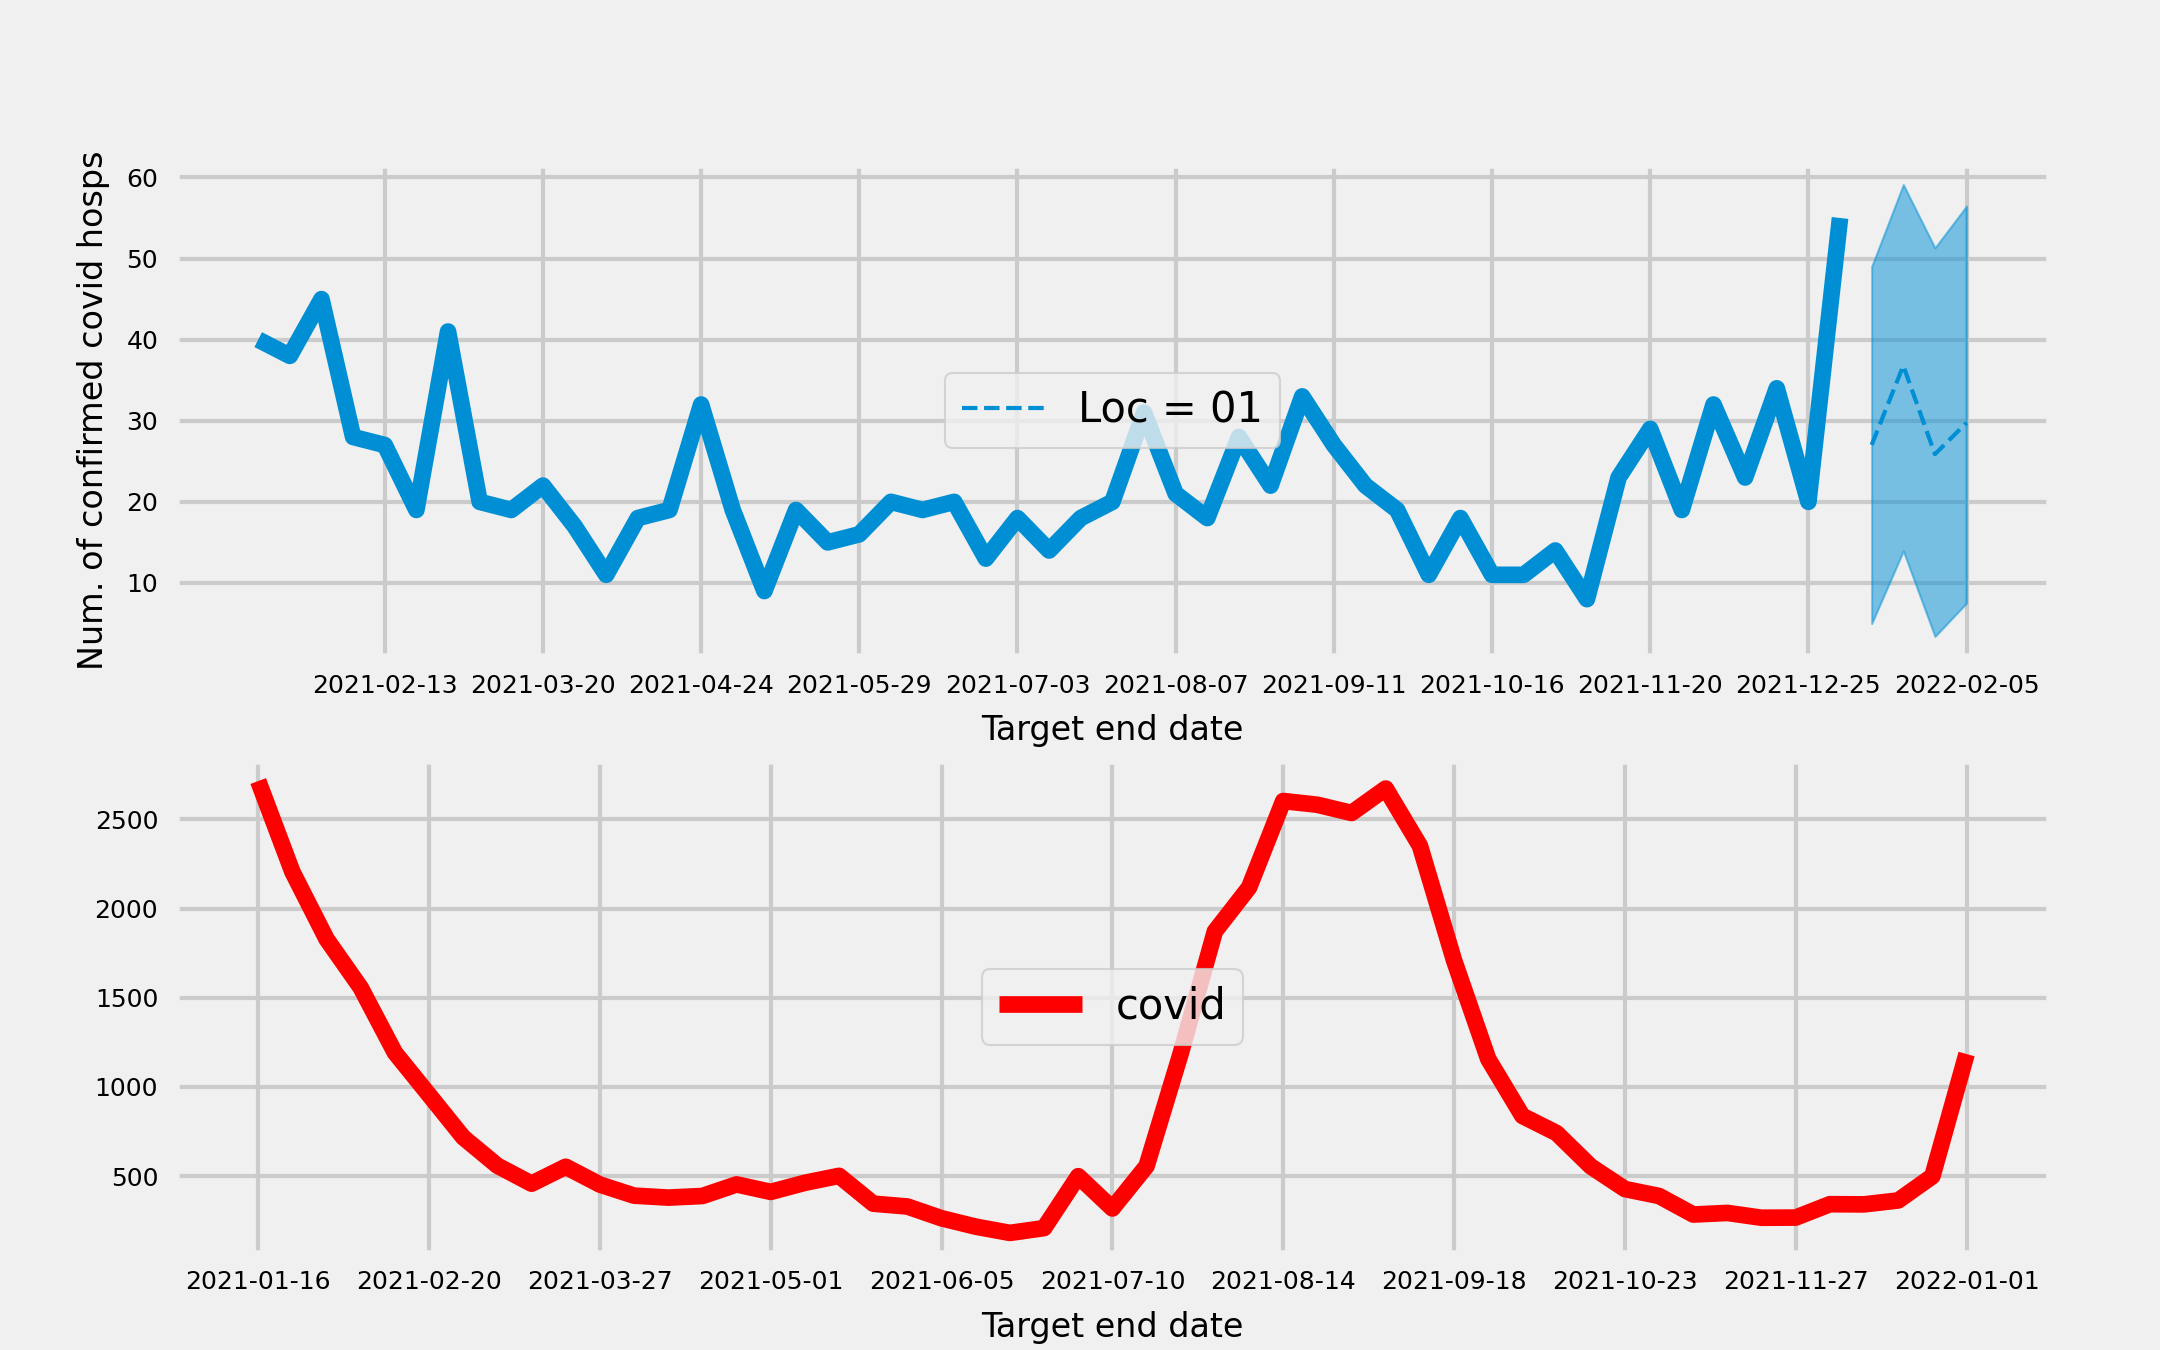 Num. of confirmed covid hosps
60
50
40
30
20
10
Loc = 01
2021-02-13 2021-03-20 2021-04-24 2021-05-29 2021-07-03 2021-08-07 2021-09-11 2021-10-16 2021-11-20 2021-12-25 2022-02-05
Target end date
2500
2000
1500
1000
500
covid
2021-01-16 2021-02-20 2021-03-27 2021-05-01 2021-06-05 2021-07-10 2021-08-14 2021-09-18 2021-10-23 2021-11-27 2022-01-01
Target end date